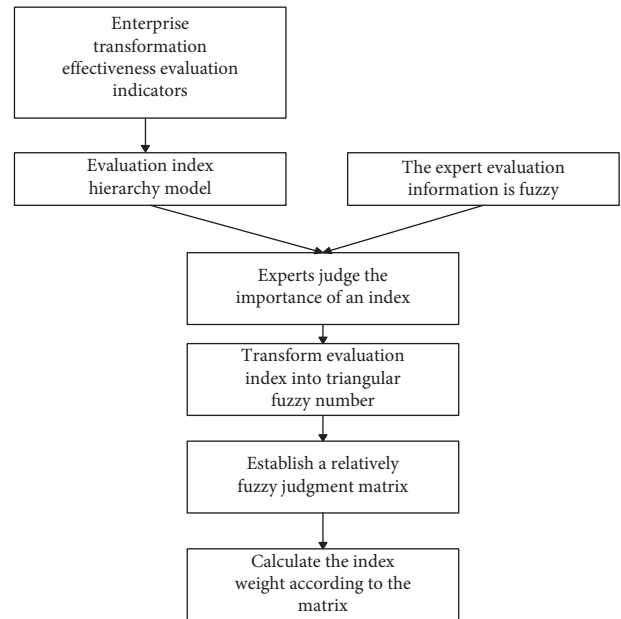 Enterprise
transformation
effectiveness evaluation
indicators
Evaluation index
hierarchy model
The expert evaluation
information is fuzzy
Experts judge the
importance of an index
Transform evaluation
index into triangular
fuzzy number
Establish a relatively
fuzzy judgment matrix
Calculate the index
weight according to the
matrix